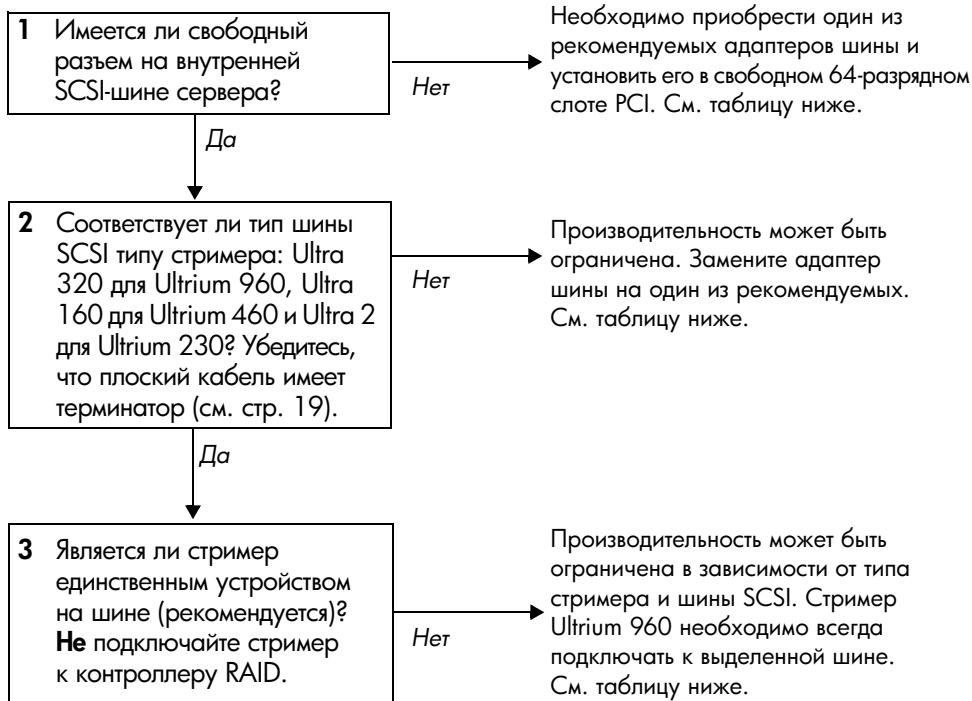 1 Имеется ли свободный
разъем на внутренней
SCSI-шине сервера?
Нет
Необходимо приобрести один из
рекомендуемых адаптеров шины и
установить его в свободном 64-разрядном
слоте PCI. См. таблицу ниже.
Да
2 Соответствует ли тип шины
SCSI типу стримера: Ultra
320 для Ultrium 960, Ultra
160 для Ultrium 460 и Ultra 2
для Ultrium 230? Убедитесь,
что плоский кабель имеет
терминатор (см. стр. 19).
Нет
Производительность может быть
ограничена. Замените адаптер
шины на один из рекомендуемых.
См. таблицу ниже.
Да
3 Является ли стример
единственным устройством
на шине (рекомендуется)?
Не подключайте стример
к контроллеру RAID.
Нет
Производительность может быть
ограничена в зависимости от типа
стримера и шины SCSI. Стример
Ultrium 960 необходимо всегда
подключать к выделенной шине.
См. таблицу ниже.